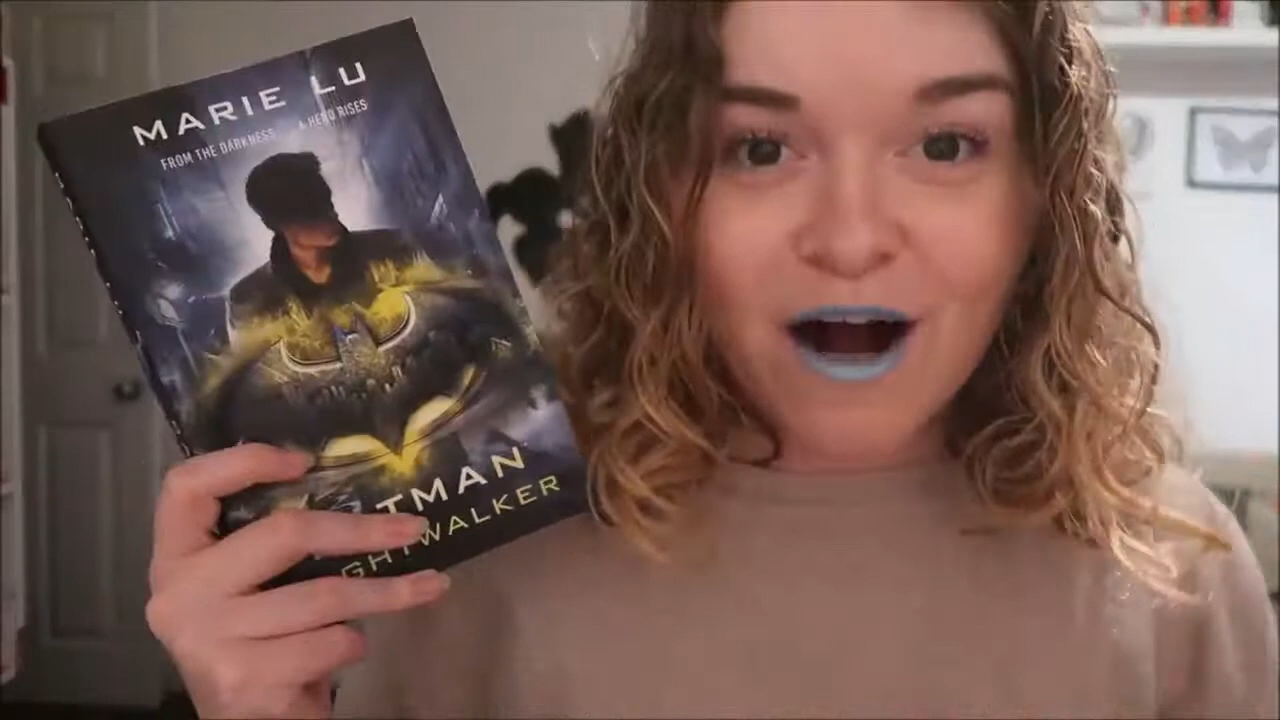 MARIE LU
FROM THE DARKNESS A HERO RISES
TMAN
GHTWALKER